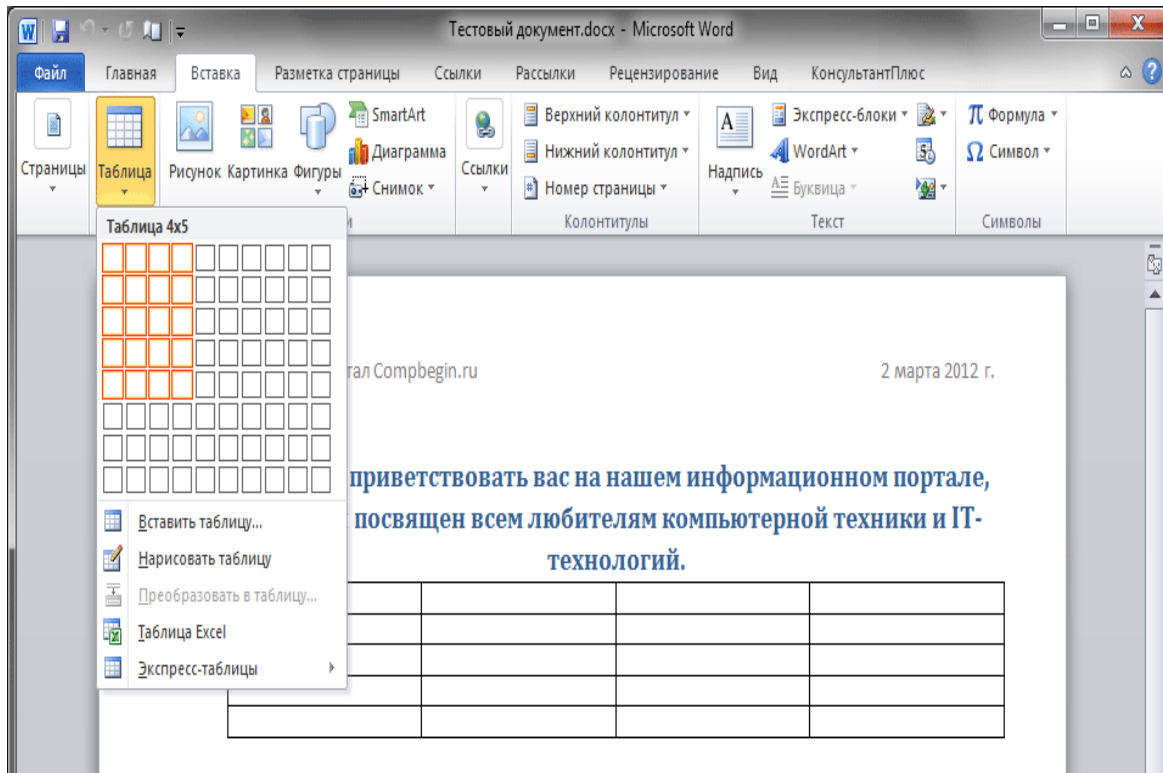 Тестовый документ.docx - Microsoft Word
Файл Главная Вставка Разметка страницы Ссылки Рассылки Рецензирование Вид КонсультантПлюс
Страницы
Таблица
Рисунок Картинка Фигуры
SmartArt
Диаграмма
Снимок
Ссылки
Верхний колонтитул
Нижний колонтитул
Номер страницы
Колонтитулы
Надпись
Экспресс-блоки
WordArt
Буквица
Текст
Формула
Символ
Символы
Таблица 4x5
Вставить таблицу...
Нарисовать таблицу
Преобразовать в таблицу...
Таблица Excel
Экспресс-таблицы
Compbegin.ru 2 марта 2012 г.
приветствовать вас на нашем информационном портале,
посвящен всем любителям компьютерной техники и IT-
технологий.